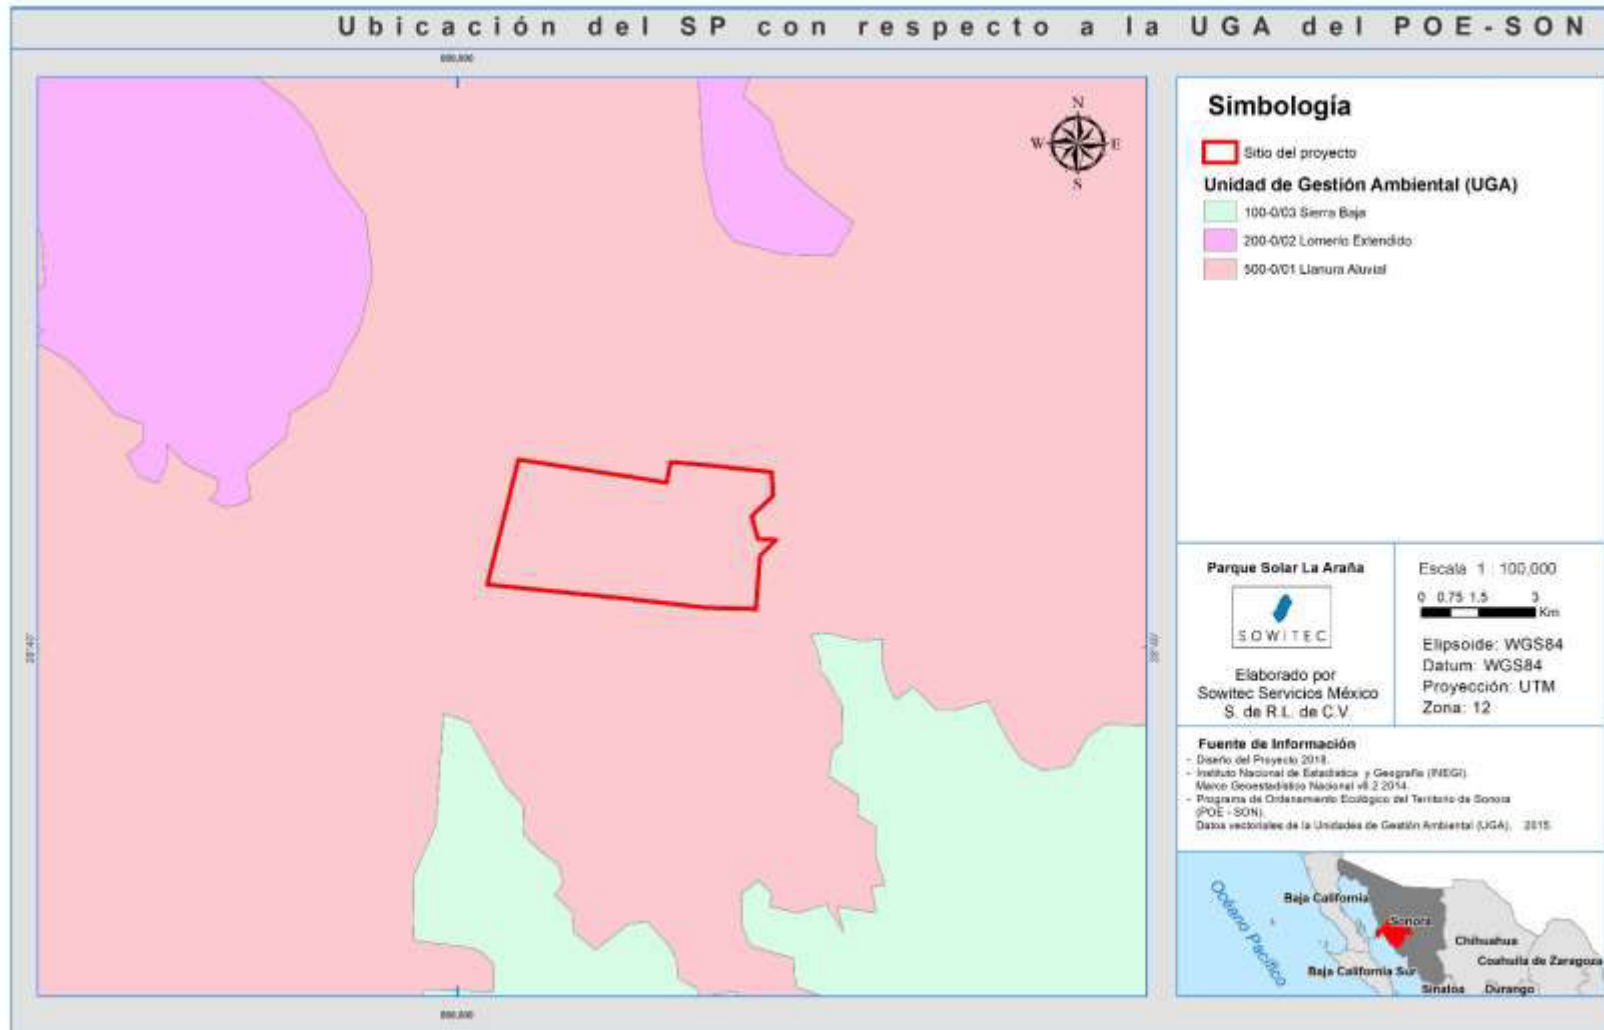 Ubicación del SP con respecto a la UGA del POE-SON
N
W E
S
Simbología
Sitio del proyecto
Unidad de Gestión Ambiental (UGA)
100-0/03 Sierra Baja
200-0/02 Lomerío Extendido
500-0/01 Llanura Aluvial
Parque Solar La Araña
SOWITEC
Elaborado por
Sowitec Servicios México
S. de R.L. de C.V.
Escala 1 : 100,000
0 0.75 1.5 3
Km
Elipsoide: WGS84
Datum: WGS84
Proyección: UTM
Zona: 12
Fuente de Información
- Diseño del Proyecto 2018.
- Instituto Nacional de Estadística y Geografía (INEGI).
Marco Geoestadístico Nacional v6.2 2014.
- Programa de Ordenamiento Ecológico del Territorio de Sonora
(POE - SON).
Datos vectoriales de la Unidades de Gestión Ambiental (UGA). 2015.
Océano Pacífico
Baja California
Sonora
Chihuahua
Coahuila de Zaragoza
Baja California Sur
Sinaloa Durango